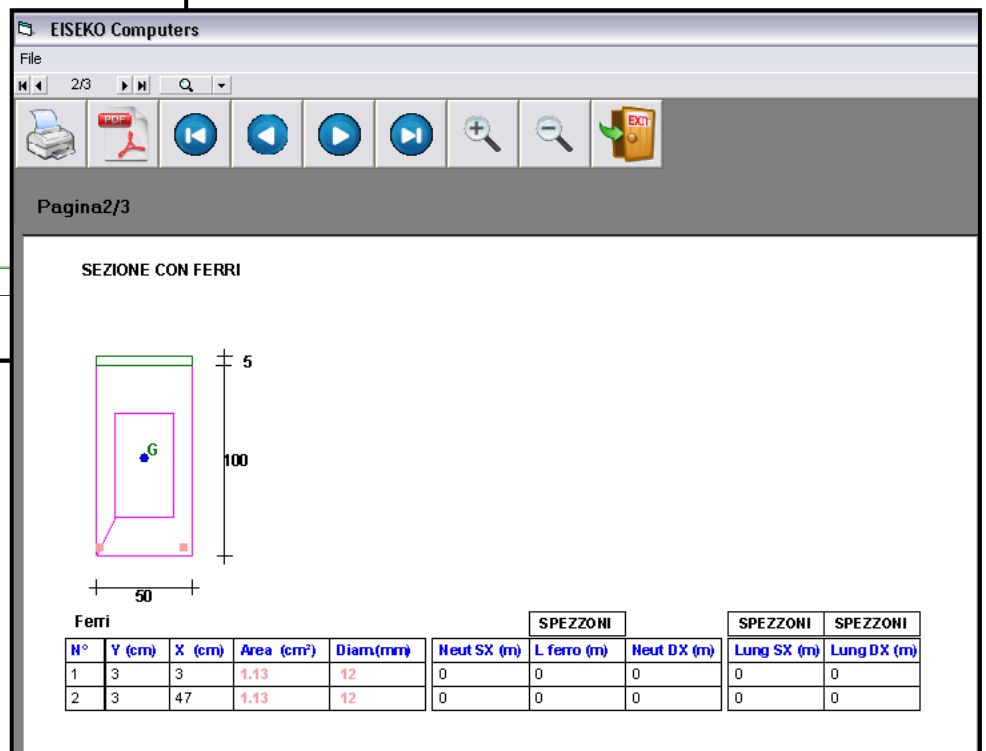 EISEKO Computers
File
2/3
PDF
EXIT
Pagina2/3
SEZIONE CON FERRI
5
G
100
50
Ferri SPEZZONI SPEZZONI SPEZZONI
N° Y (cm) X (cm) Area (cm²) Diam.(mm) Neut SX (m) L ferro (m) Neut DX (m) Lung SX (m) Lung DX (m)
1 3 3 1.13 12 0 0 0 0 0
2 3 47 1.13 12 0 0 0 0 0